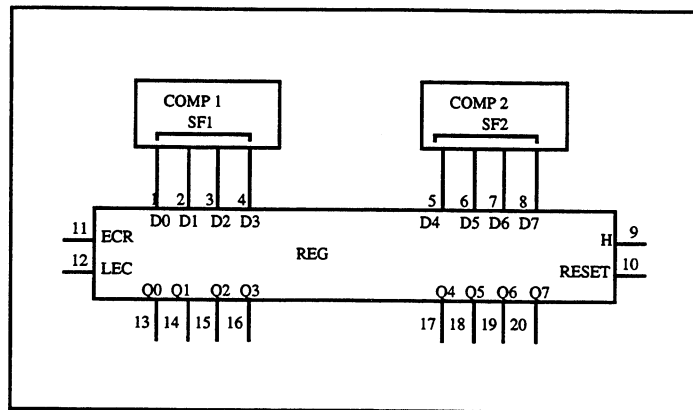 COMP 1
SF1
COMP 2
SF2
1 2 3 4 5 6 7 8
D0 D1 D2 D3 D4 D5 D6 D7
11 ECR H 9
REG
12 LEC RESET 10
Q0 Q1 Q2 Q3 Q4 Q5 Q6 Q7
13 14 15 16 17 18 19 20